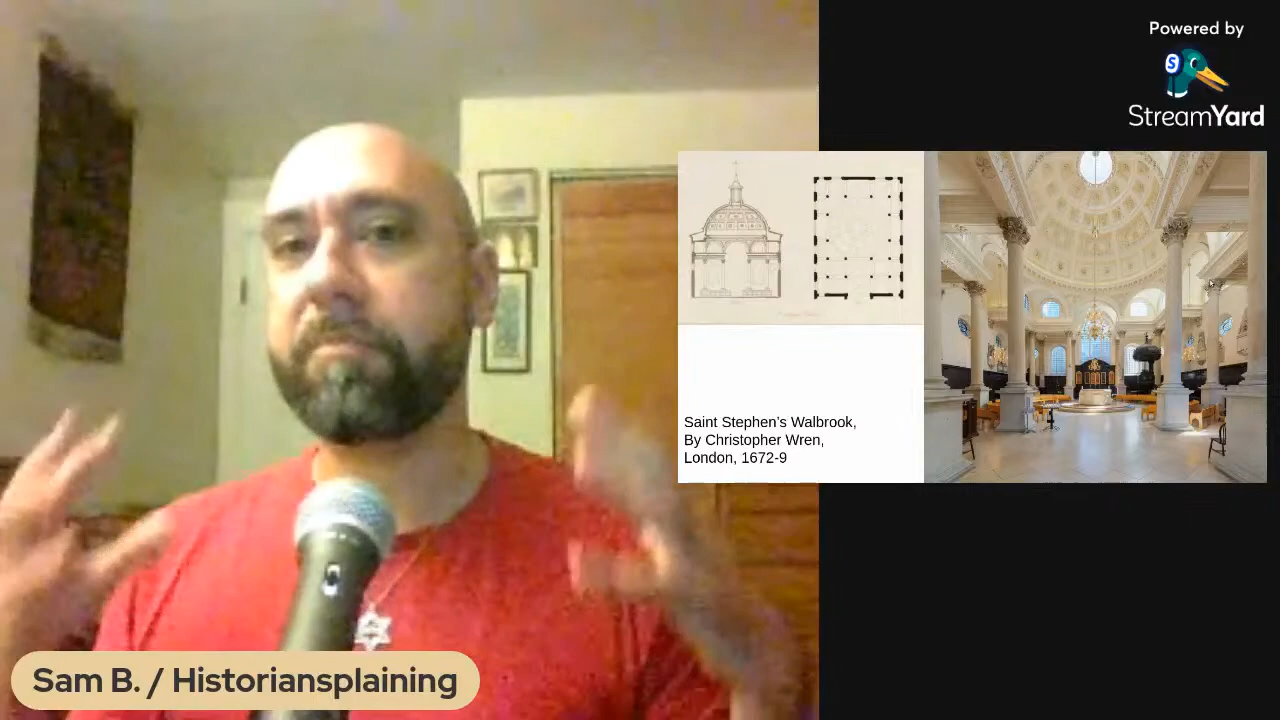 Powered by
S
StreamYard
Saint Stephen's Walbrook,
By Christopher Wren,
London, 1672-9
Sam B. / Historiansplaining